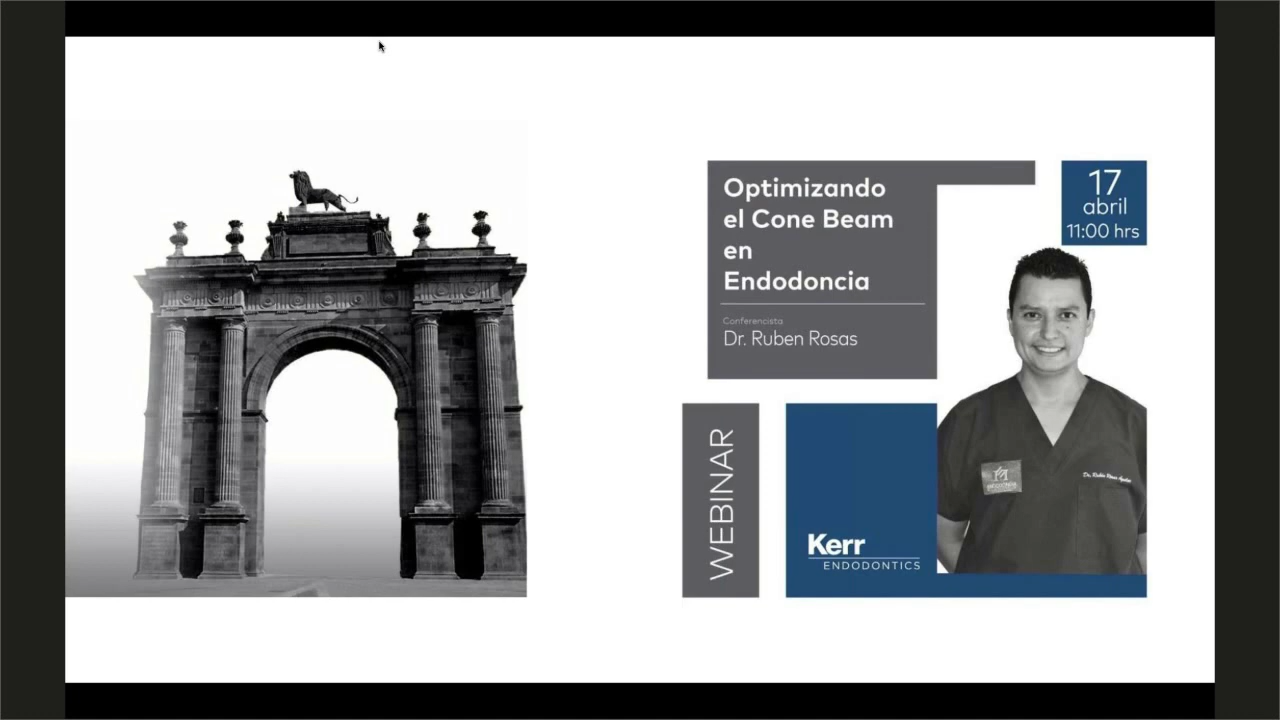 Optimizando
el Cone Beam
en
Endodoncia
Conferencista
Dr. Ruben Rosas
17
abril
11:00 hrs
WEBINAR
Kerr
ENDODONTICS